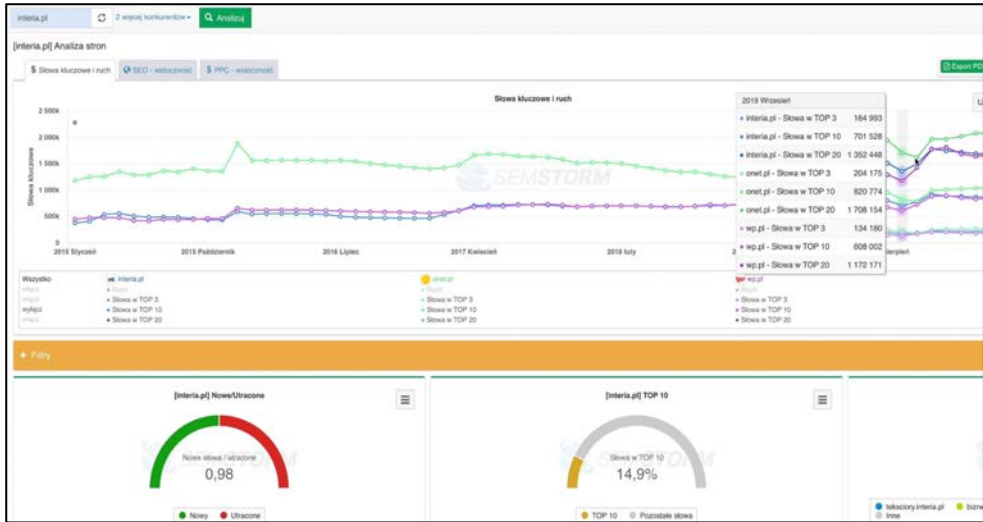 interia.pl 2 więcej konkurentów Analizuj
[interia.pl] Analiza stron
$ Słowa kluczowe i ruch SEO - widoczność $ PPC - widoczność Export PD
Słowa kluczowe i ruch
2019 Wrzesień
interia.pl - Słowa w TOP 3 164 993
interia.pl - Słowa w TOP 10 701 528
interia.pl - Słowa w TOP 20 1 352 448
onet.pl - Słowa w TOP 3 204 175
onet.pl - Słowa w TOP 10 820 774
onet.pl - Słowa w TOP 20 1 708 154
wp.pl - Słowa w TOP 3 134 180
wp.pl - Słowa w TOP 10 608 002
wp.pl - Słowa w TOP 20 1 172 171
2 500k
2 000k
1 500k
1 000k
500k
0
Słowa kluczowe
SEMSTORM
2015 Styczeń 2015 Październik 2016 Lipiec 2017 Kwiecień 2018 luty sierpień
Wszystko interia.pl onet.pl wp.pl
włącz Ruch Ruch Ruch
włącz Słowa w TOP 3 Słowa w TOP 3 Słowa w TOP 3
wyłącz Słowa w TOP 10 Słowa w TOP 10 Słowa w TOP 10
włącz Słowa w TOP 20 Słowa w TOP 20 Słowa w TOP 20
+ Filtry
[interia.pl] Nowe/Utracone
SEMSTORM
Nowe słowa / utracone
0,98
Nowy Utracone
[interia.pl] TOP 10
SEMSTORM
Słowa w TOP 10
14,9%
TOP 10 Pozostałe słowa
teksciory.interia.pl
Inne